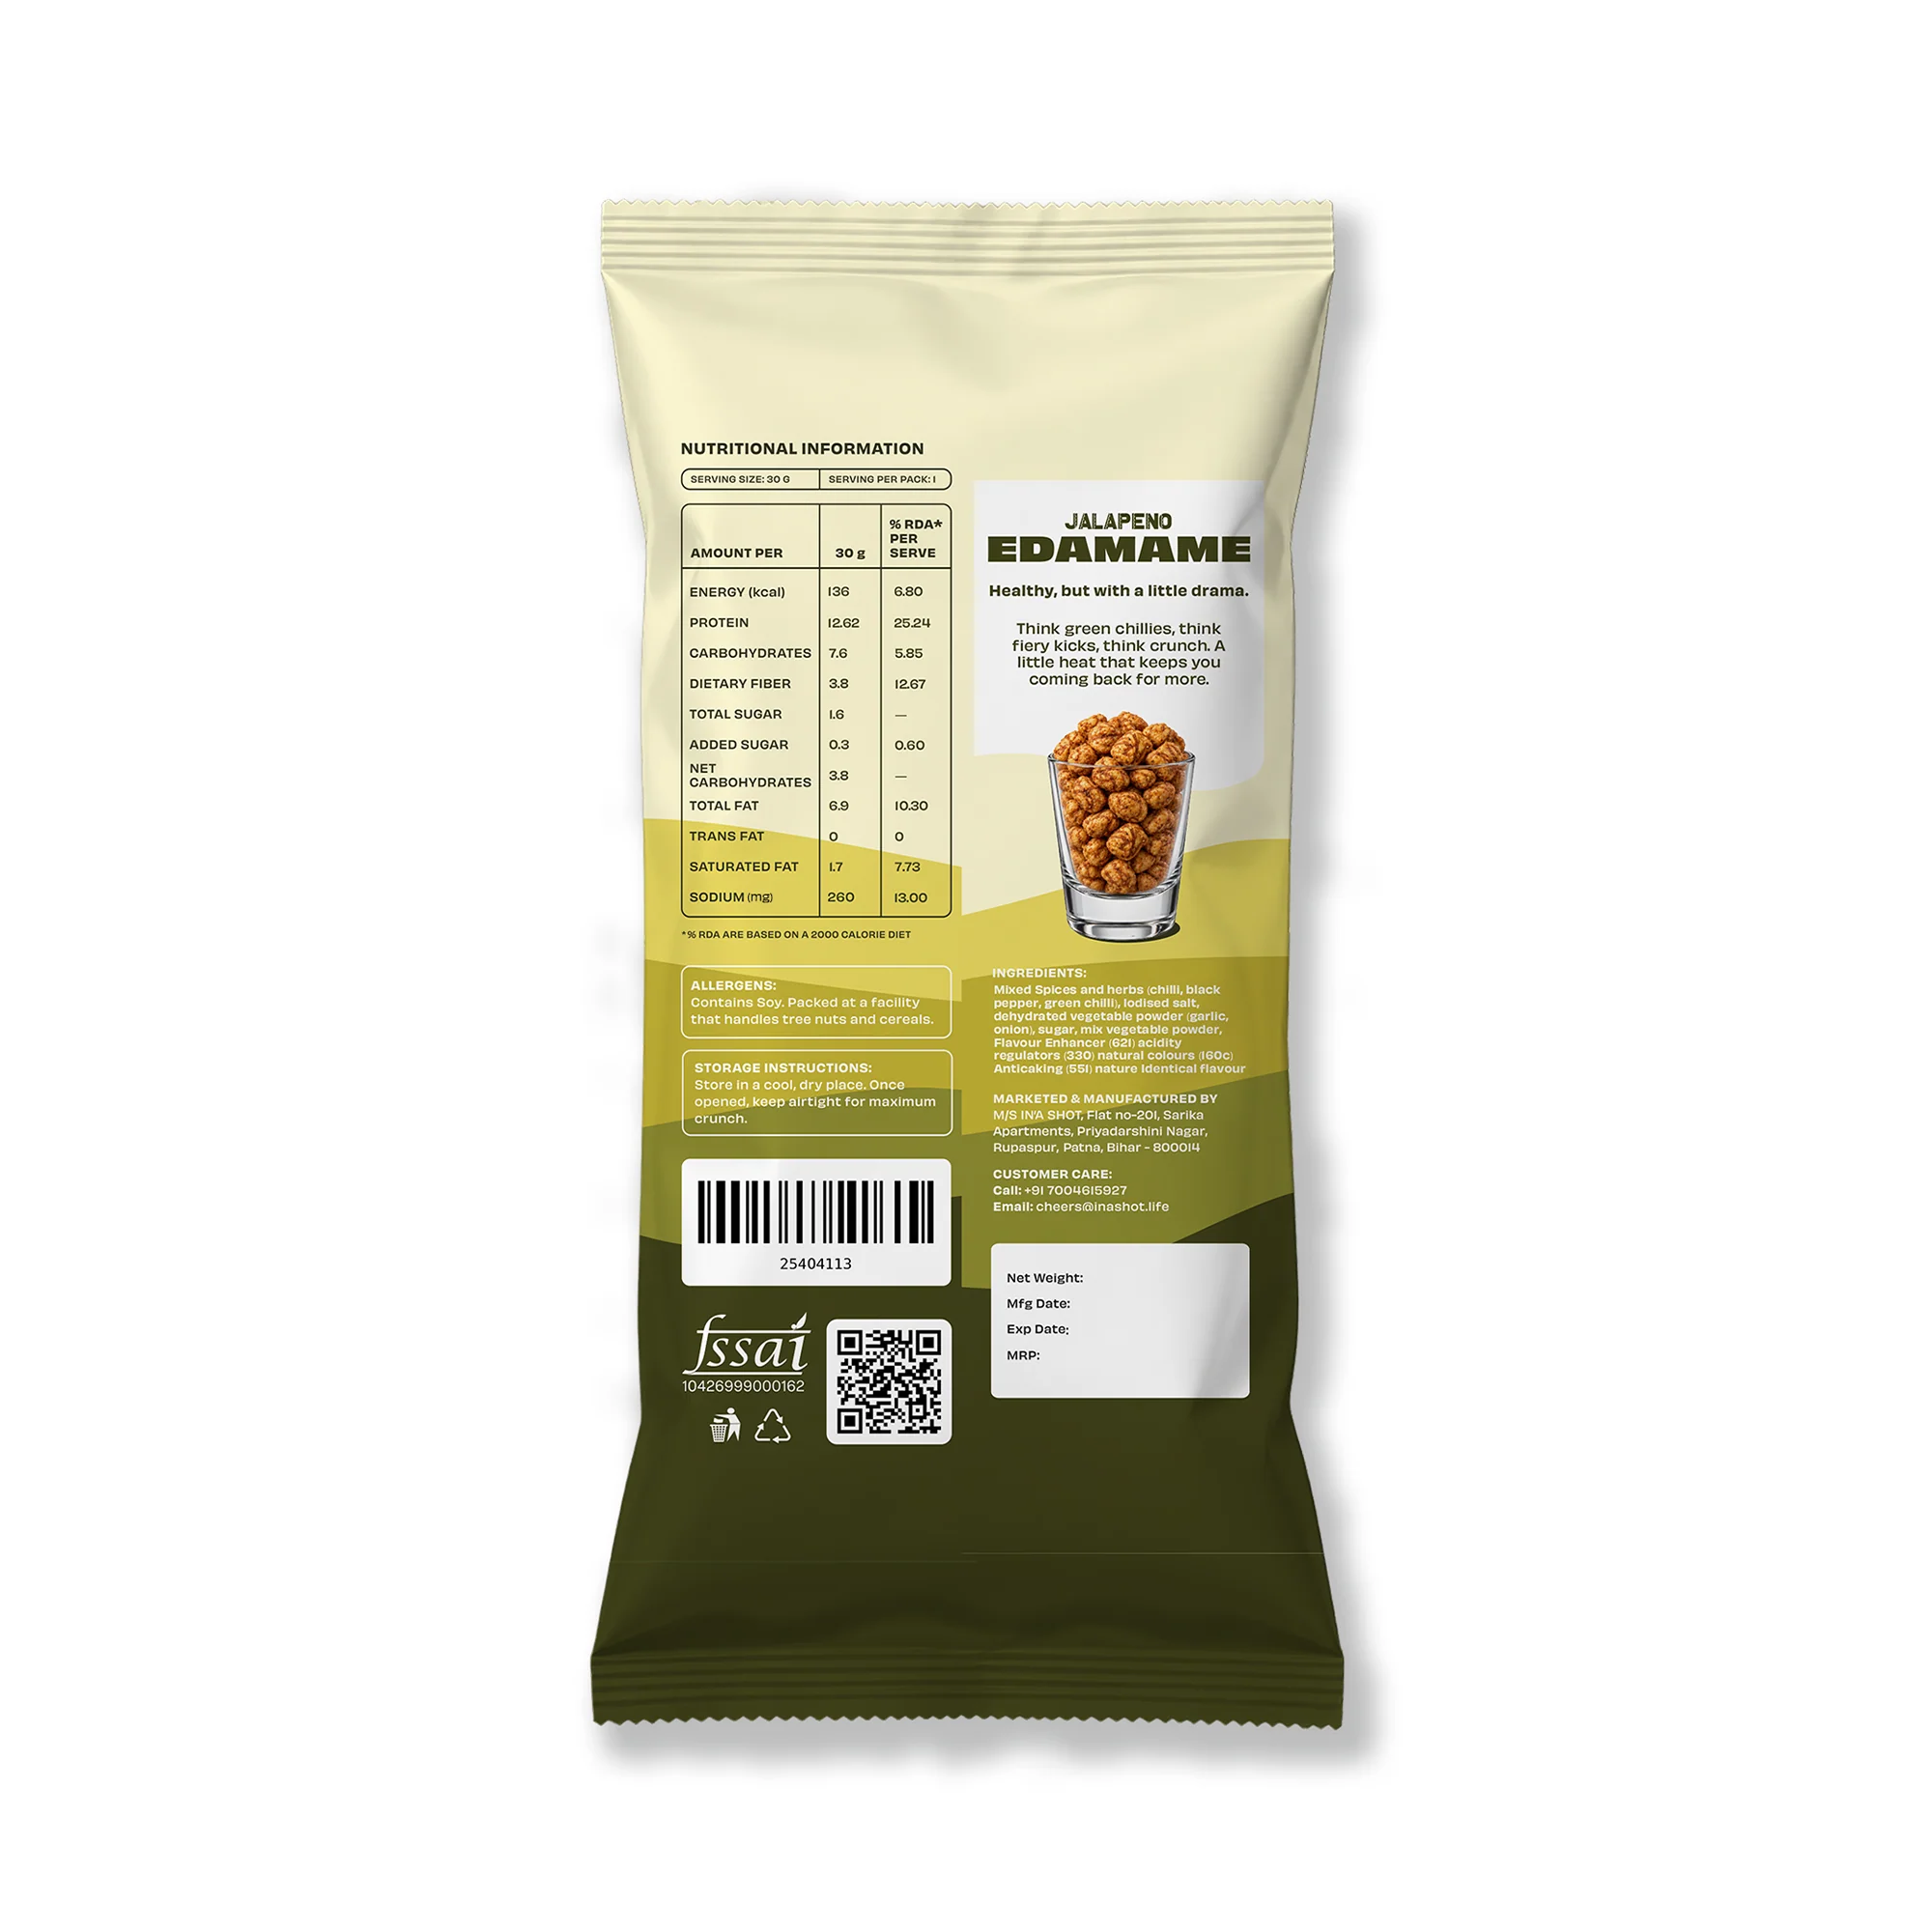 NUTRITIONAL INFORMATION
SERVING SIZE: 30 G SERVING PER PACK: 1
AMOUNT PER 30 g % RDA* PER SERVE
ENERGY (kcal) 136 6.80
PROTEIN 12.62 25.24
CARBOHYDRATES 7.6 5.85
DIETARY FIBER 3.8 12.67
TOTAL SUGAR 1.6 —
ADDED SUGAR 0.3 0.60
NET CARBOHYDRATES 3.8 —
TOTAL FAT 6.9 10.30
TRANS FAT 0 0
SATURATED FAT 1.7 7.73
SODIUM (mg) 260 13.00
*% RDA ARE BASED ON A 2000 CALORIE DIET
ALLERGENS:
Contains Soy. Packed at a facility
that handles tree nuts and cereals.
STORAGE INSTRUCTIONS:
Store in a cool, dry place. Once
opened, keep airtight for maximum
crunch.
25404113
fssai
10426999000162
JALAPENO
EDAMAME
Healthy, but with a little drama.
Think green chillies, think
fiery kicks, think crunch. A
little heat that keeps you
coming back for more.
INGREDIENTS:
Mixed Spices and herbs (chilli, black
pepper, green chilli), Iodised salt,
dehydrated vegetable powder (garlic,
onion), sugar, mix vegetable powder,
Flavour Enhancer (621) acidity
regulators (330) natural colours (160c)
Anticaking (551) nature Identical flavour
MARKETED & MANUFACTURED BY
M/S IN'A SHOT, Flat no-201, Sarika
Apartments, Priyadarshini Nagar,
Rupaspur, Patna, Bihar - 800014
CUSTOMER CARE:
Call: +91 7004615927
Email: cheers@inashot.life
Net Weight:
Mfg Date:
Exp Date:
MRP: